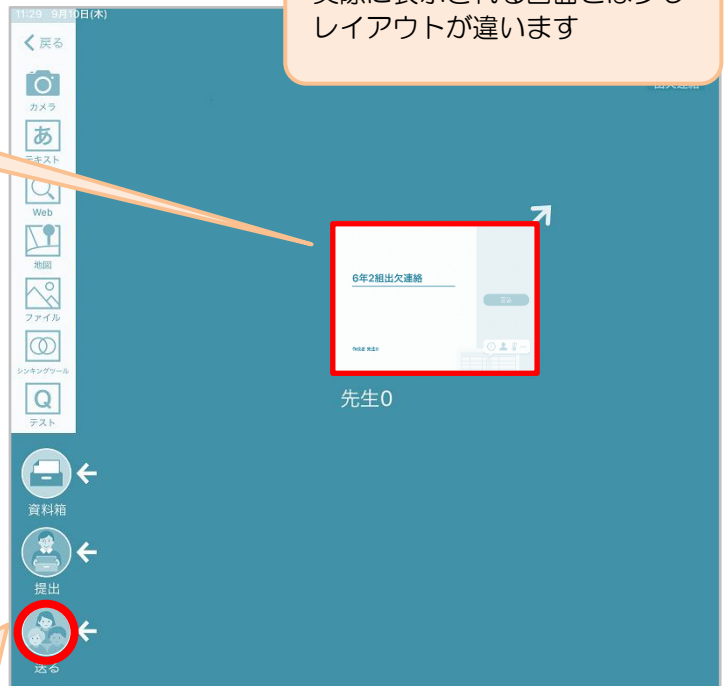 レイアウトが違います
11:29 9月10日(木)
戻る
カメラ
あ
テキスト
Web
地図
ファイル
シンキングツール
Q
テスト
6年2組出欠連絡
先生0
資料箱
提出
送る